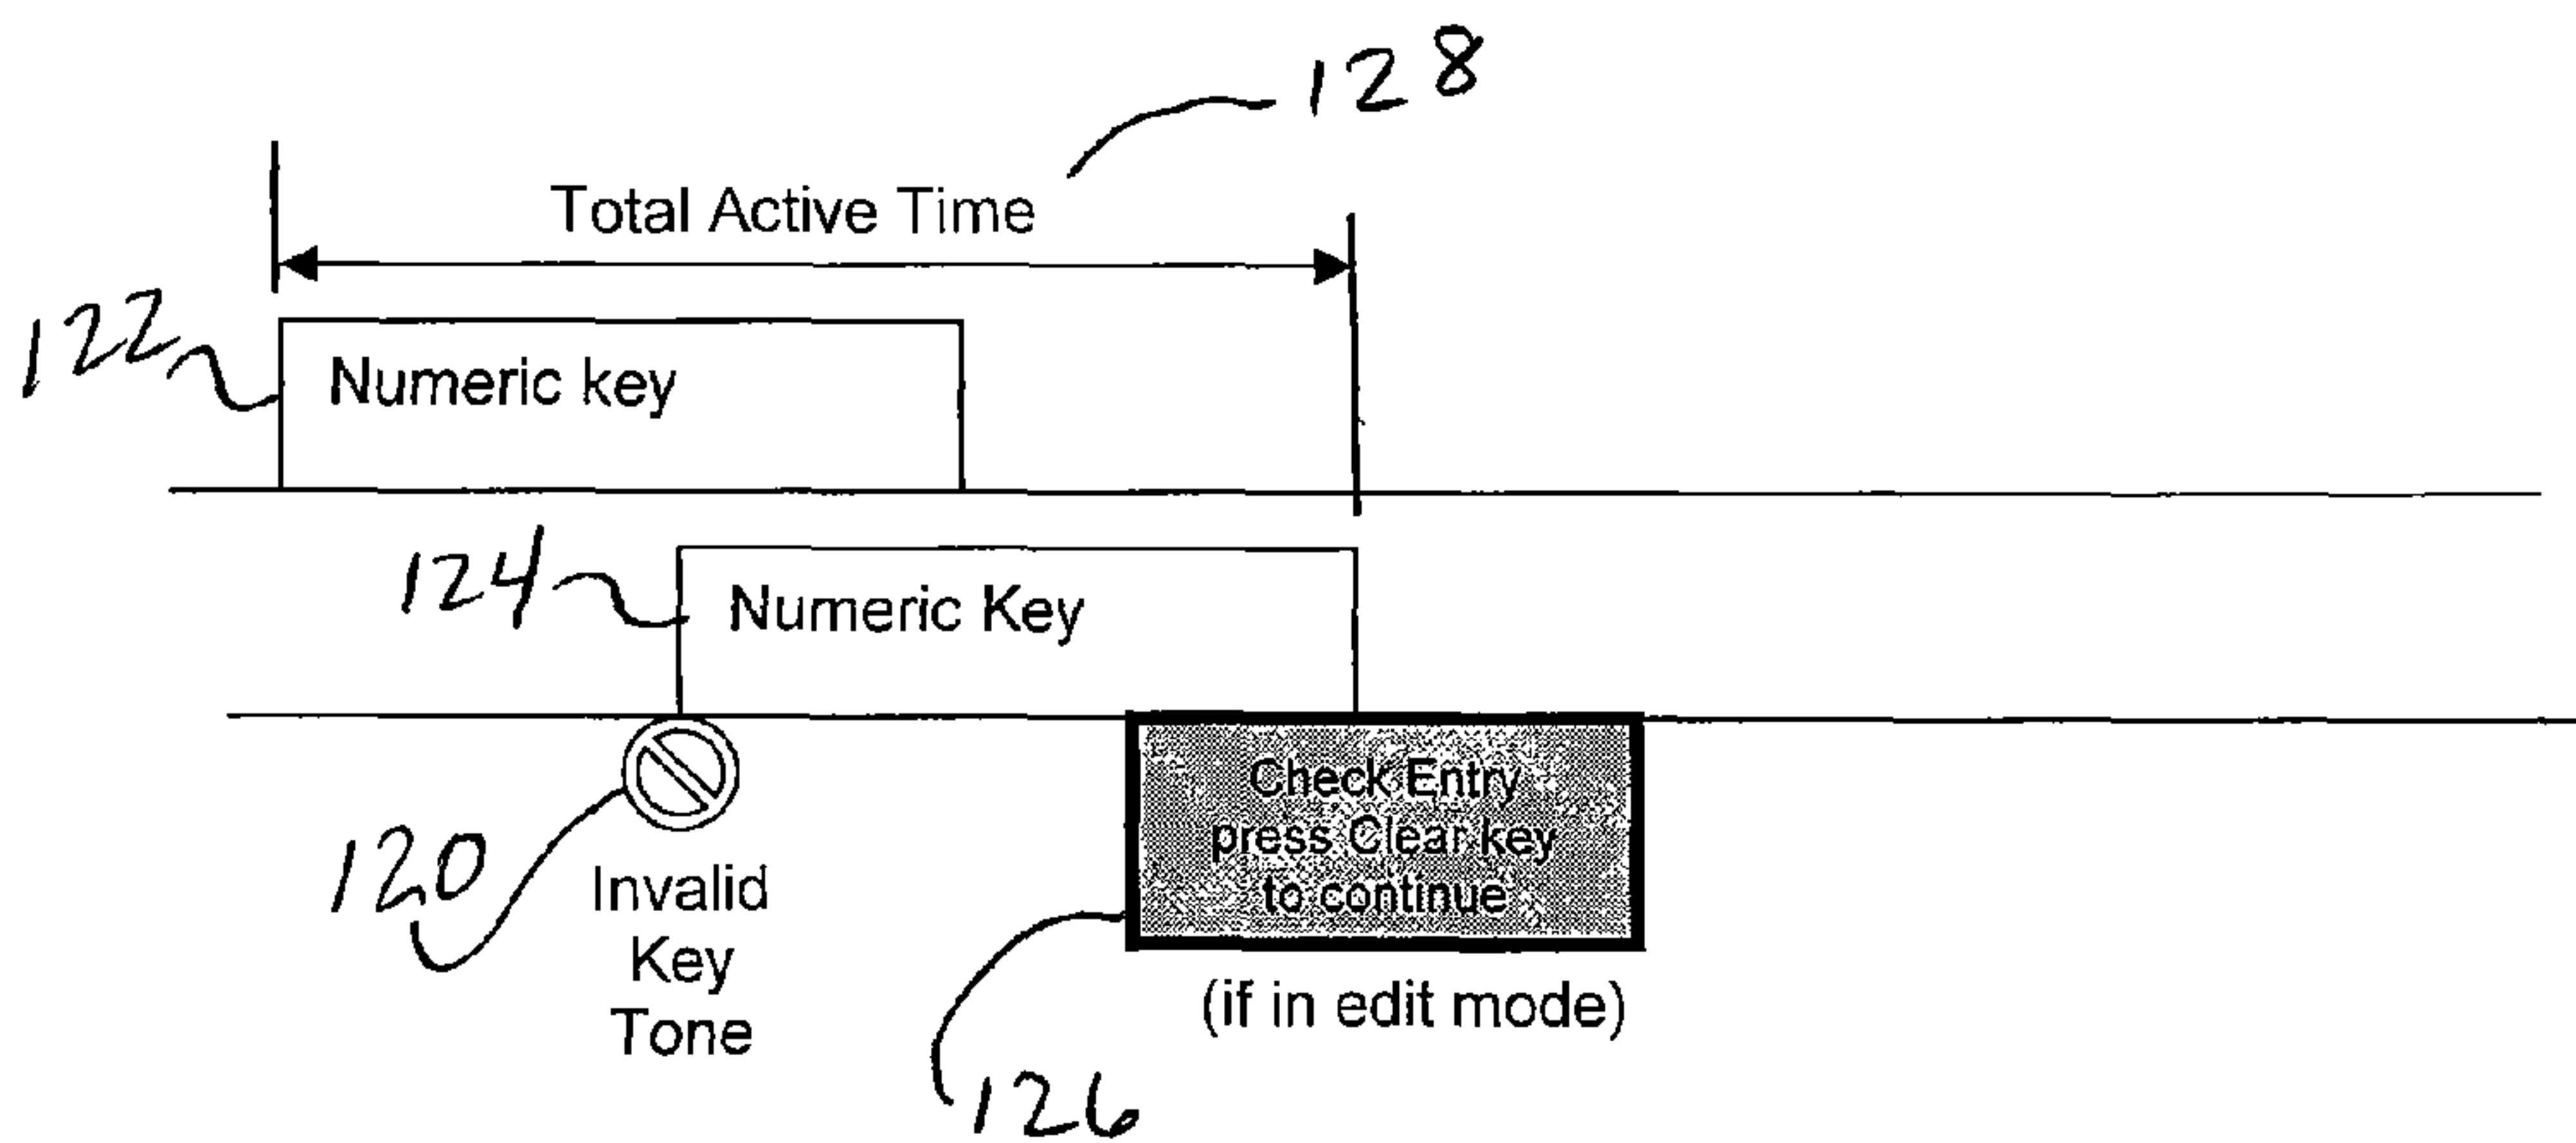 128
Total Active Time
122
Numeric key
124
Numeric Key
120
Invalid
Key
Tone
Check Entry
press Clear key
to continue
(if in edit mode)
126